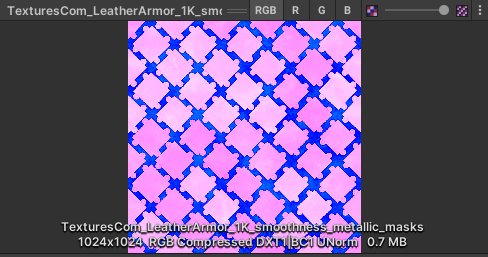 TexturesCom_LeatherArmor_1K_smo
RGB R G B
TexturesCom_LeatherArmor_1K_smoothness_metallic_masks
1024x1024 RGB Compressed DXT1|BC1 UNorm 0.7 MB